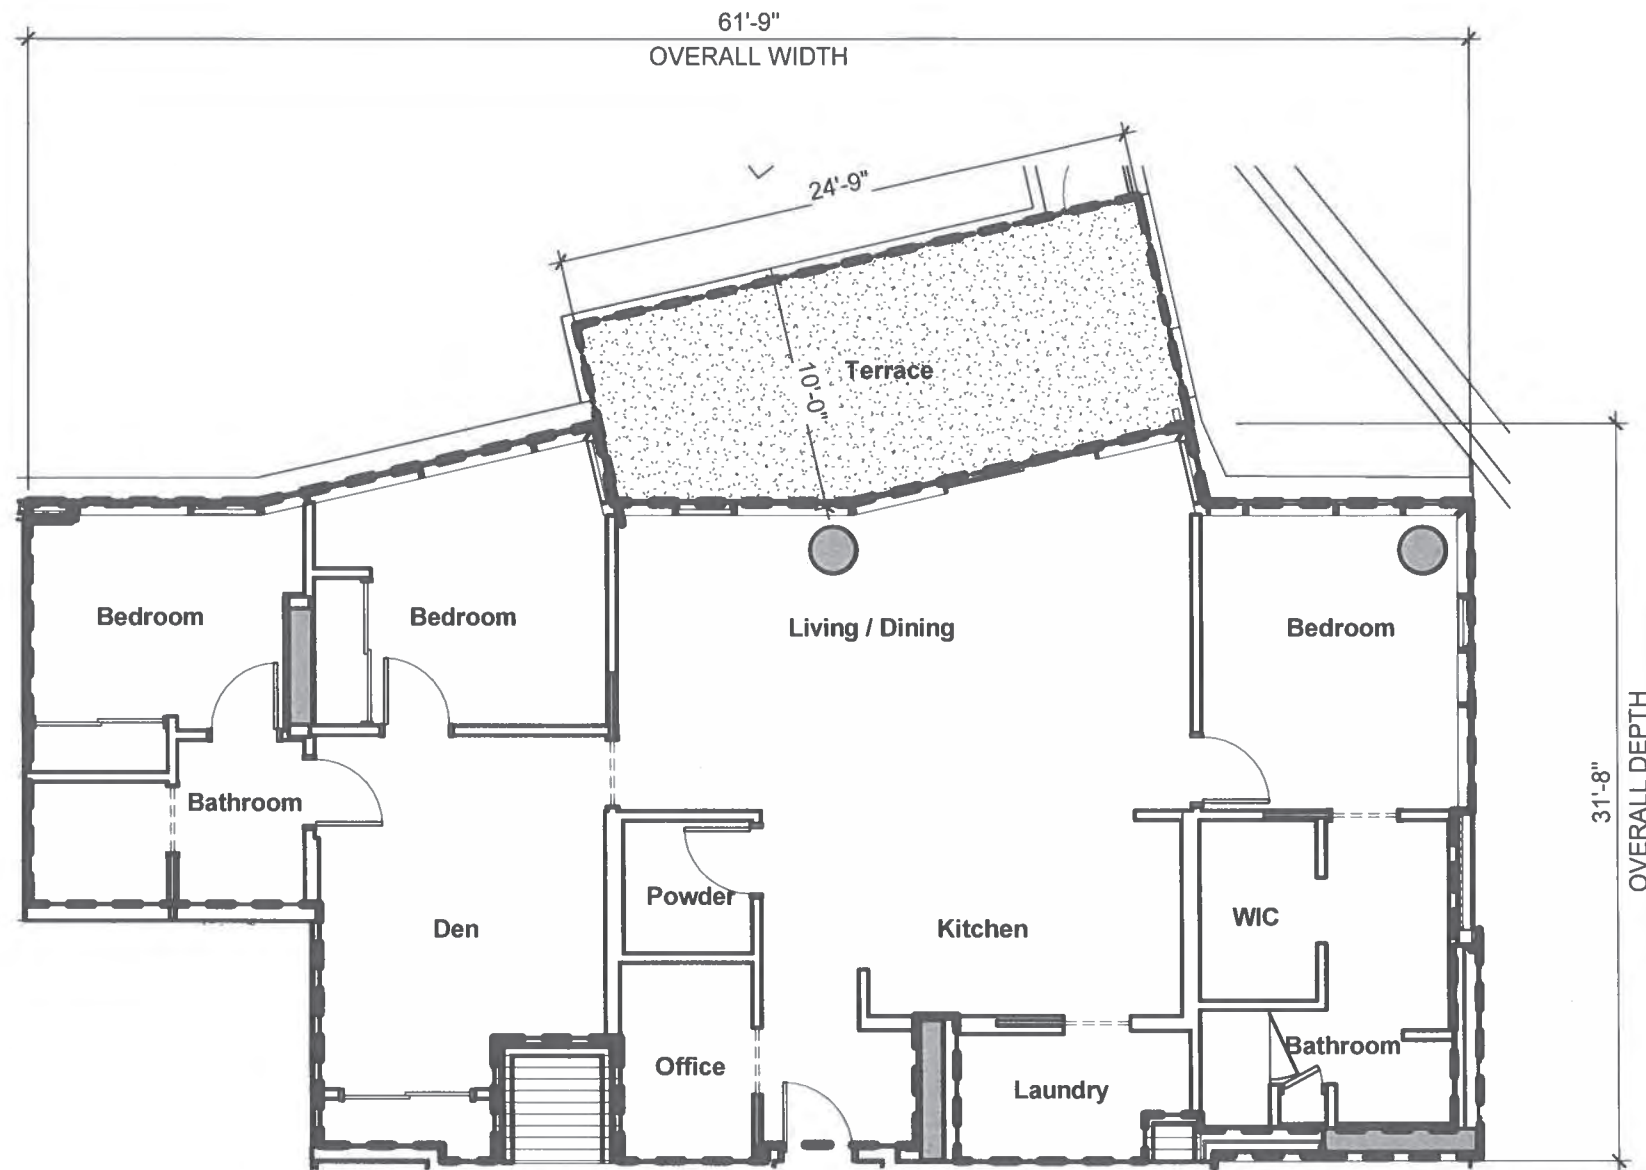 61'-9"
OVERALL WIDTH
24'-9"
10'-0"
Terrace
Bedroom
Bedroom
Living / Dining
Bedroom
31'-8"
OVERALL DEPTH
Bathroom
Powder
Den
Kitchen
WIC
Office
Laundry
Bathroom